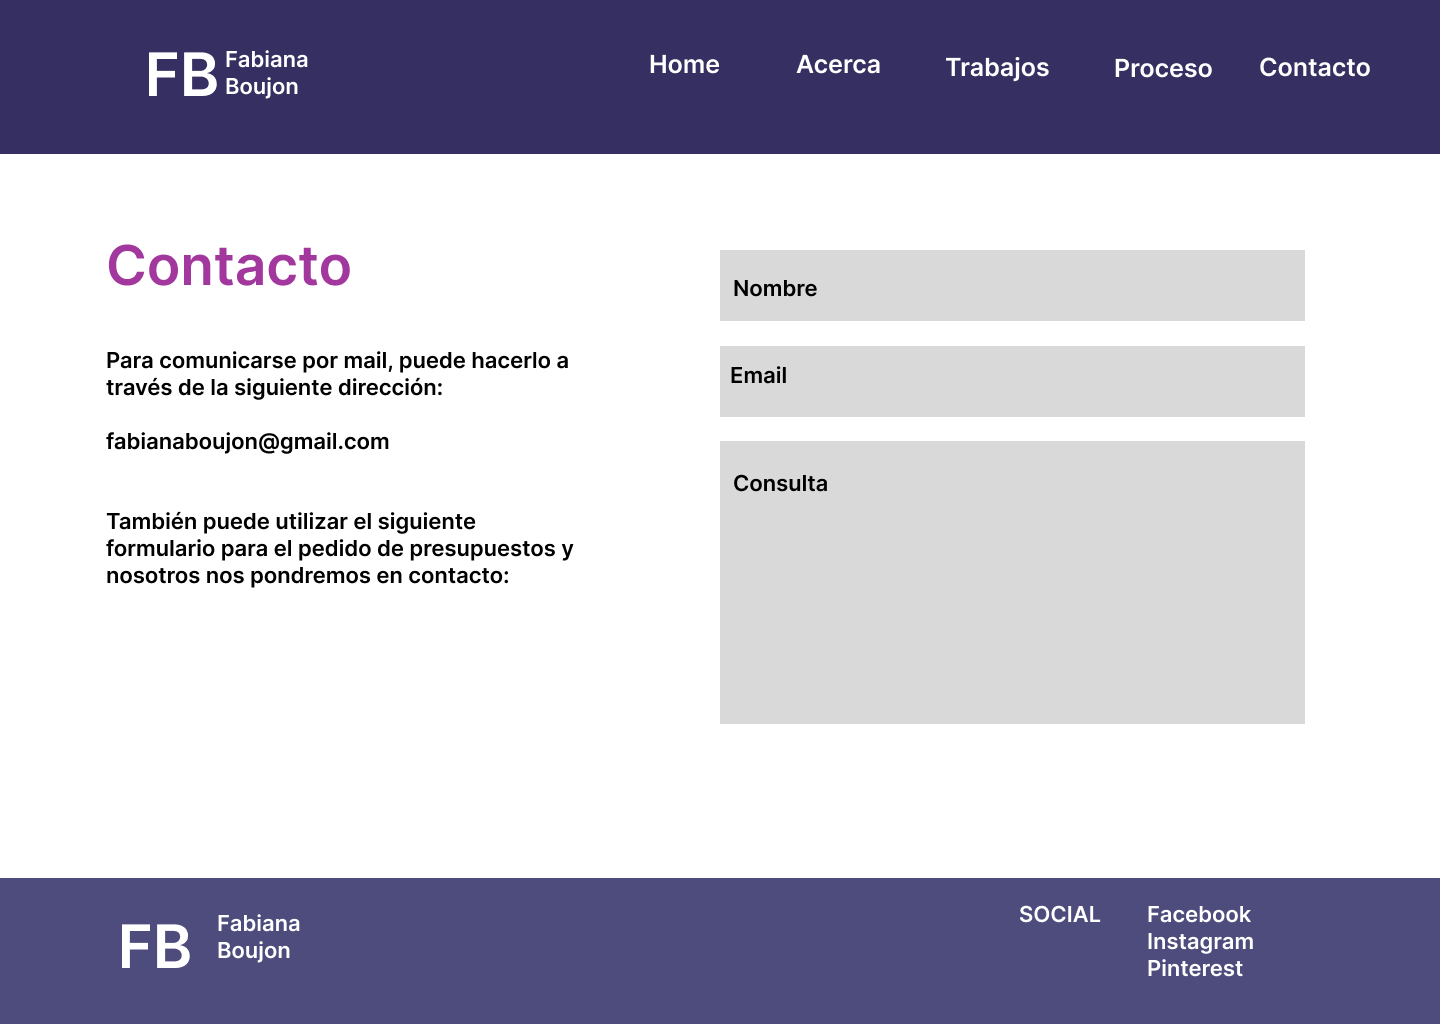 FB
Fabiana
Boujon
Home
Acerca
Trabajos
Proceso
Contacto
Contacto
Para comunicarse por mail, puede hacerlo a
través de la siguiente dirección:
fabianaboujon@gmail.com
También puede utilizar el siguiente
formulario para el pedido de presupuestos y
nosotros nos pondremos en contacto:
Nombre
Email
Consulta
FB
Fabiana
Boujon
SOCIAL
Facebook
Instagram
Pinterest